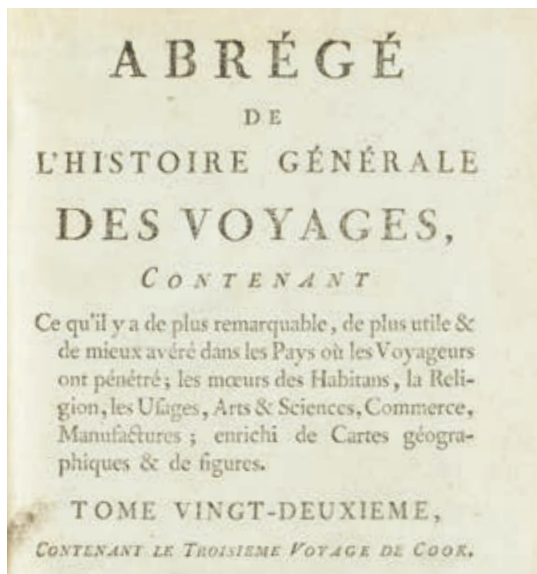 ABRÉGÉ
DE
L'HISTOIRE GÉNÉRALE
DES VOYAGES,
CONTENANT
Ce qu'il y a de plus remarquable, de plus utile &
de mieux avéré dans les Pays où les Voyageurs
ont pénétré; les mœurs des Habitans, la Reli-
gion, les Uſages, Arts & Sciences, Commerce,
Manufactures; enrichi de Cartes géogra-
phiques & de figures.
TOME VINGT-DEUXIEME,
CONTENANT LE TROISIEME VOYAGE DE COOK.